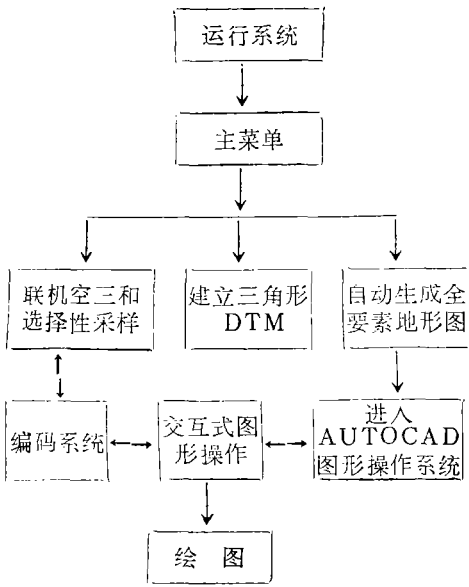 运行系统
主菜单
联机空三和
选择性采样
建立三角形
DTM
自动生成全
要素地形图
编码系统
交互式图
形操作
进入
AUTOCAD
图形操作系统
绘 图